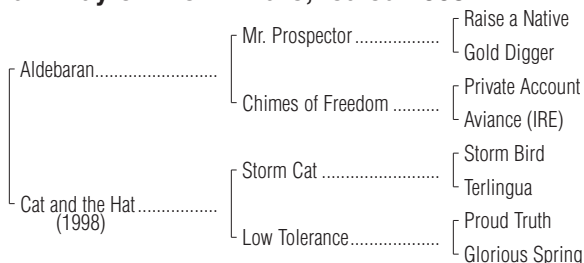 Raise a Native
Mr. Prospector ..................
Gold Digger
Aldebaran..........................
Private Account
Chimes of Freedom ..........
Aviance (IRE)
Storm Bird
Storm Cat .........................
Terlingua
Cat and the Hat.................
(1998)
Proud Truth
Low Tolerance...................
Glorious Spring